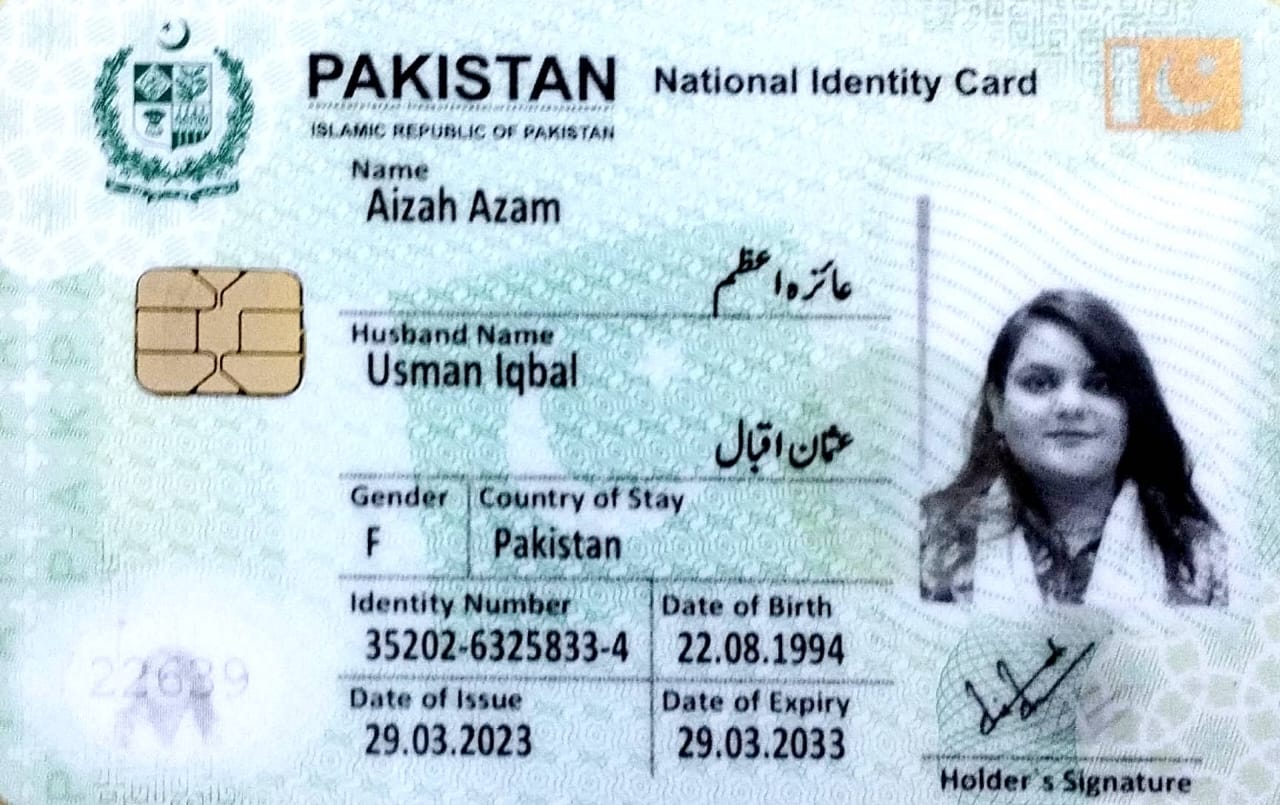 PAKISTAN National Identity Card
ISLAMIC REPUBLIC OF PAKISTAN
Name
Aizah Azam
عائزہ اعظم
Husband Name
Usman Iqbal
عثمان اقبال
Gender Country of Stay
F Pakistan
Identity Number Date of Birth
35202-6325833-4 22.08.1994
Date of Issue Date of Expiry
29.03.2023 29.03.2033
Holder's Signature